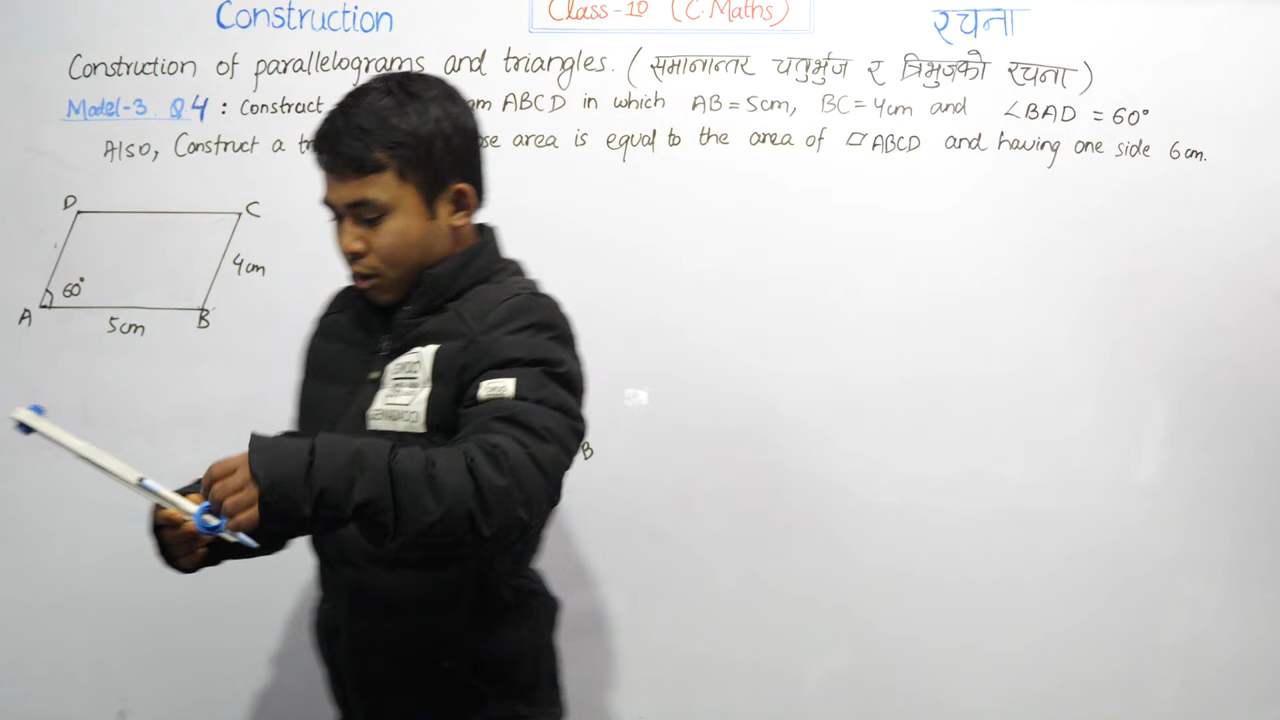 Construction
Class-10 (C.Maths)
रचना
Construction of parallelograms and triangles. (समानान्तर चतुर्भुज र त्रिभुजको रचना)
Model-3 Q4 : Construct ABCD in which AB = 5cm, BC = 4cm and ∠BAD = 60°
Also, Construct a area is equal to the area of ▱ABCD and having one side 6cm.
D C
4cm
60°
A 5cm B
B